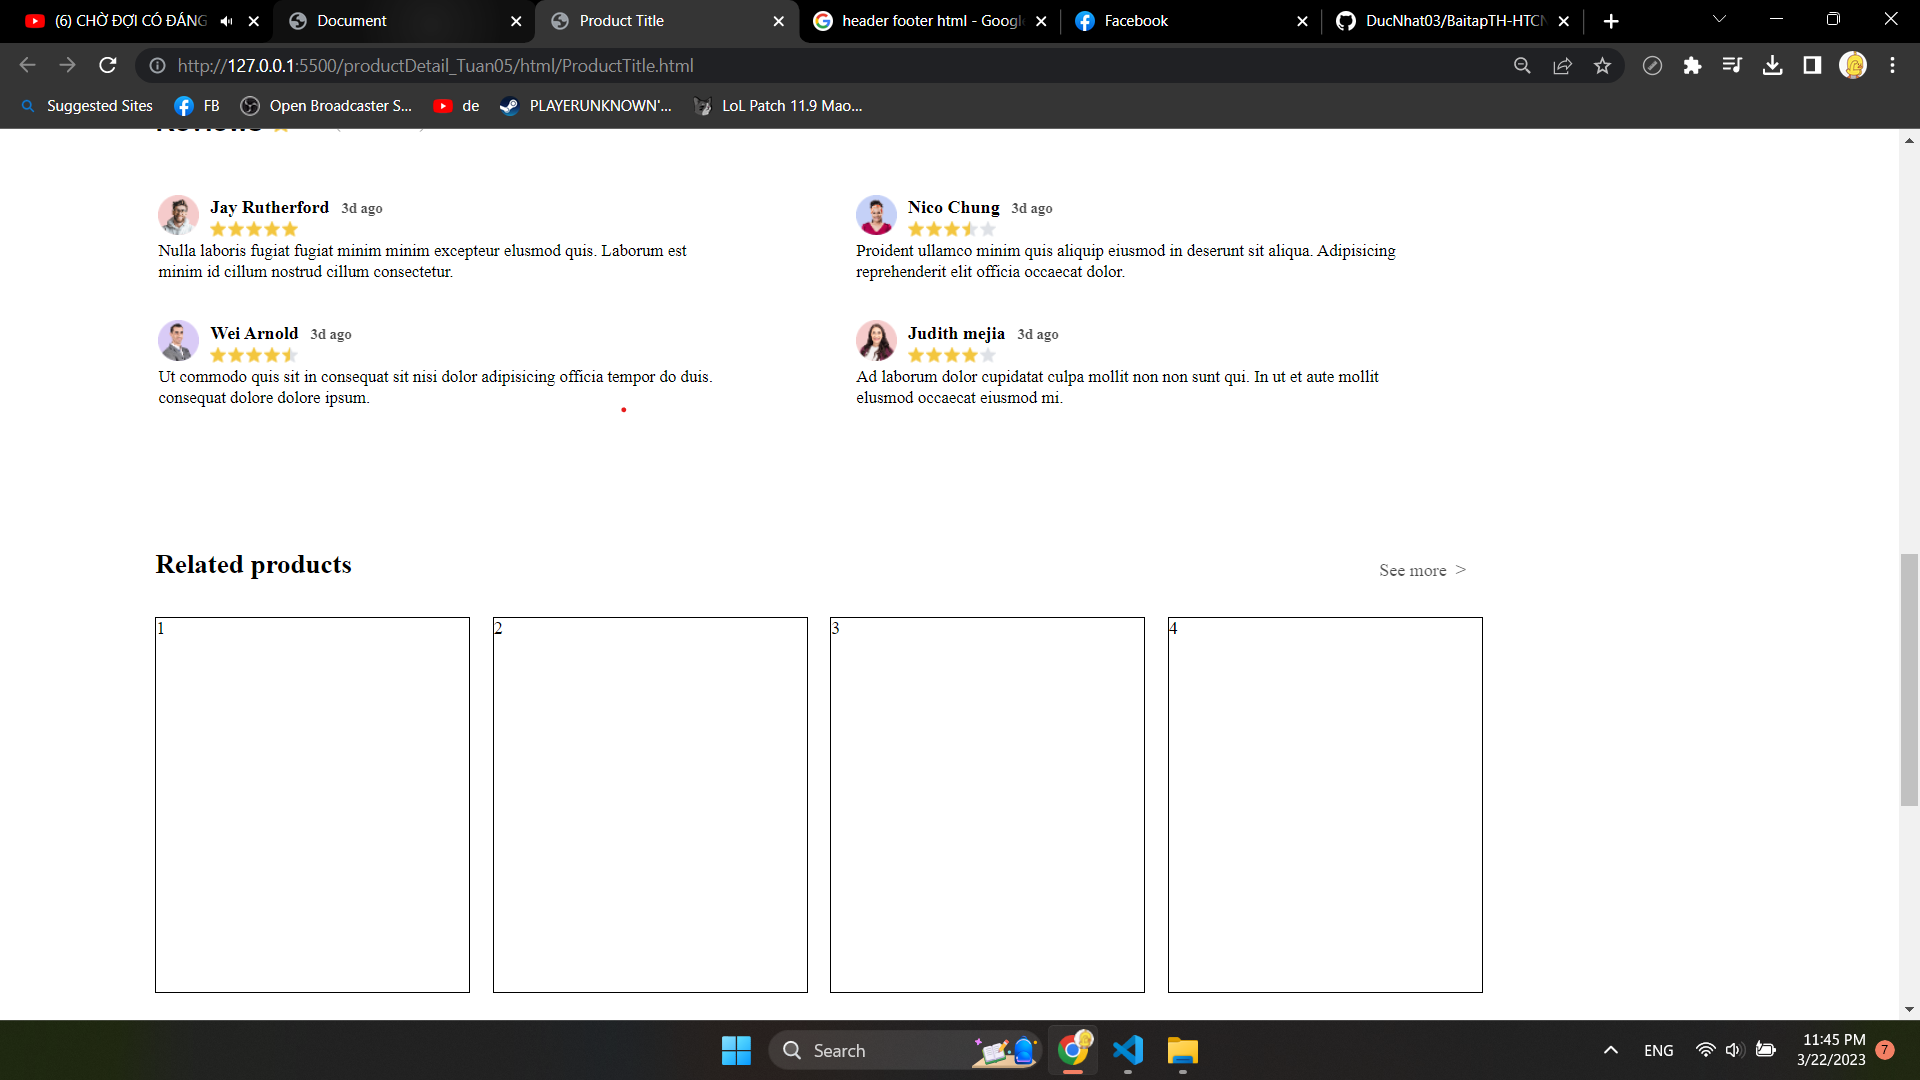 (6) CHỜ ĐỢI CÓ ĐÁNG
Document
Product Title
header footer html - Google
Facebook
DucNhat03/BaitapTH-HTCN
http://127.0.0.1:5500/productDetail_Tuan05/html/ProductTitle.html
Suggested Sites
FB
Open Broadcaster S...
de
PLAYERUNKNOWN'...
LoL Patch 11.9 Mao...
Jay Rutherford 3d ago
Nulla laboris fugiat fugiat minim minim excepteur elusmod quis. Laborum est
minim id cillum nostrud cillum consectetur.
Nico Chung 3d ago
Proident ullamco minim quis aliquip eiusmod in deserunt sit aliqua. Adipisicing
reprehenderit elit officia occaecat dolor.
Wei Arnold 3d ago
Ut commodo quis sit in consequat sit nisi dolor adipisicing officia tempor do duis.
consequat dolore dolore ipsum.
Judith mejia 3d ago
Ad laborum dolor cupidatat culpa mollit non non sunt qui. In ut et aute mollit
elusmod occaecat eiusmod mi.
Related products
See more >
1
2
3
4
Search
ENG
11:45 PM
3/22/2023
7